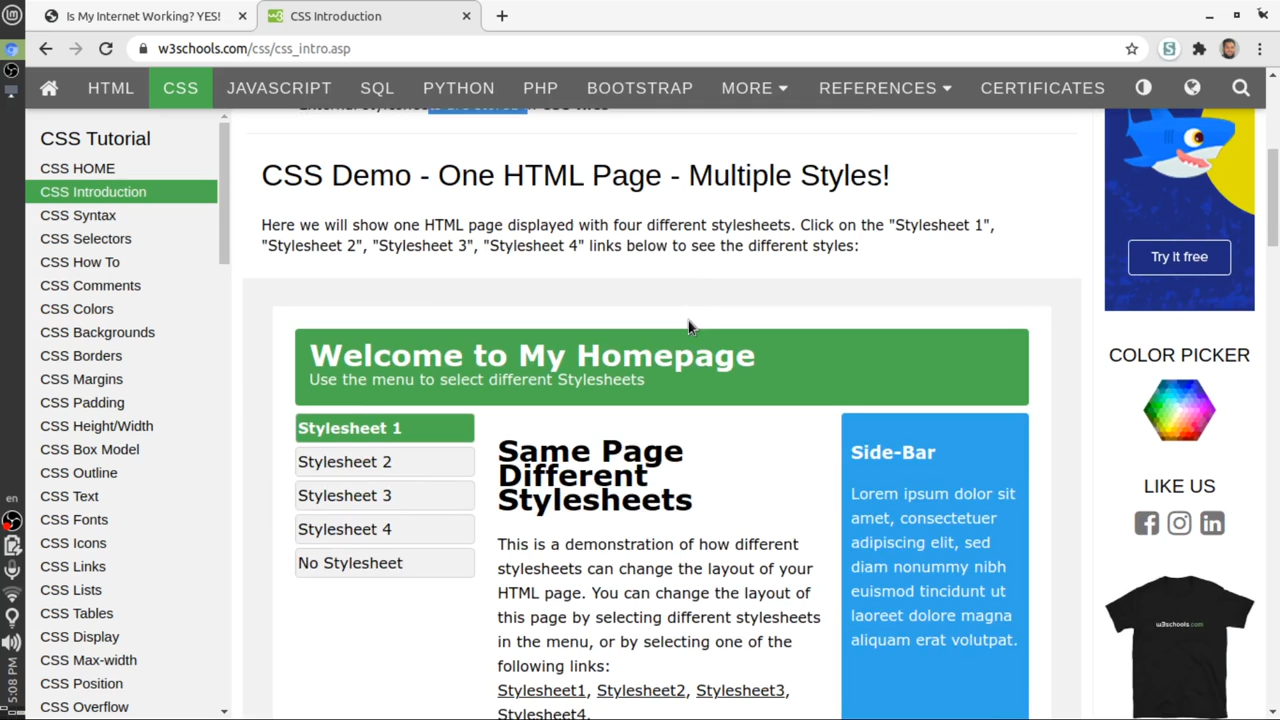 Is My Internet Working? YES!
CSS Introduction
w3schools.com/css/css_intro.asp
HTML
CSS
JAVASCRIPT
SQL
PYTHON
PHP
BOOTSTRAP
MORE
REFERENCES
CERTIFICATES
CSS Tutorial
CSS HOME
CSS Introduction
CSS Syntax
CSS Selectors
CSS How To
CSS Comments
CSS Colors
CSS Backgrounds
CSS Borders
CSS Margins
CSS Padding
CSS Height/Width
CSS Box Model
CSS Outline
CSS Text
CSS Fonts
CSS Icons
CSS Links
CSS Lists
CSS Tables
CSS Display
CSS Max-width
CSS Position
CSS Overflow
CSS Demo - One HTML Page - Multiple Styles!
Here we will show one HTML page displayed with four different stylesheets. Click on the "Stylesheet 1",
"Stylesheet 2", "Stylesheet 3", "Stylesheet 4" links below to see the different styles:
Welcome to My Homepage
Use the menu to select different Stylesheets
Stylesheet 1
Stylesheet 2
Stylesheet 3
Stylesheet 4
No Stylesheet
Same Page
Different
Stylesheets
This is a demonstration of how different
stylesheets can change the layout of your
HTML page. You can change the layout of
this page by selecting different stylesheets
in the menu, or by selecting one of the
following links:
Stylesheet1, Stylesheet2, Stylesheet3,
Stylesheet4.
Side-Bar
Lorem ipsum dolor sit
amet, consectetuer
adipiscing elit, sed
diam nonummy nibh
euismod tincidunt ut
laoreet dolore magna
aliquam erat volutpat.
Try it free
COLOR PICKER
LIKE US
w3schools.com
en
5:08 PM